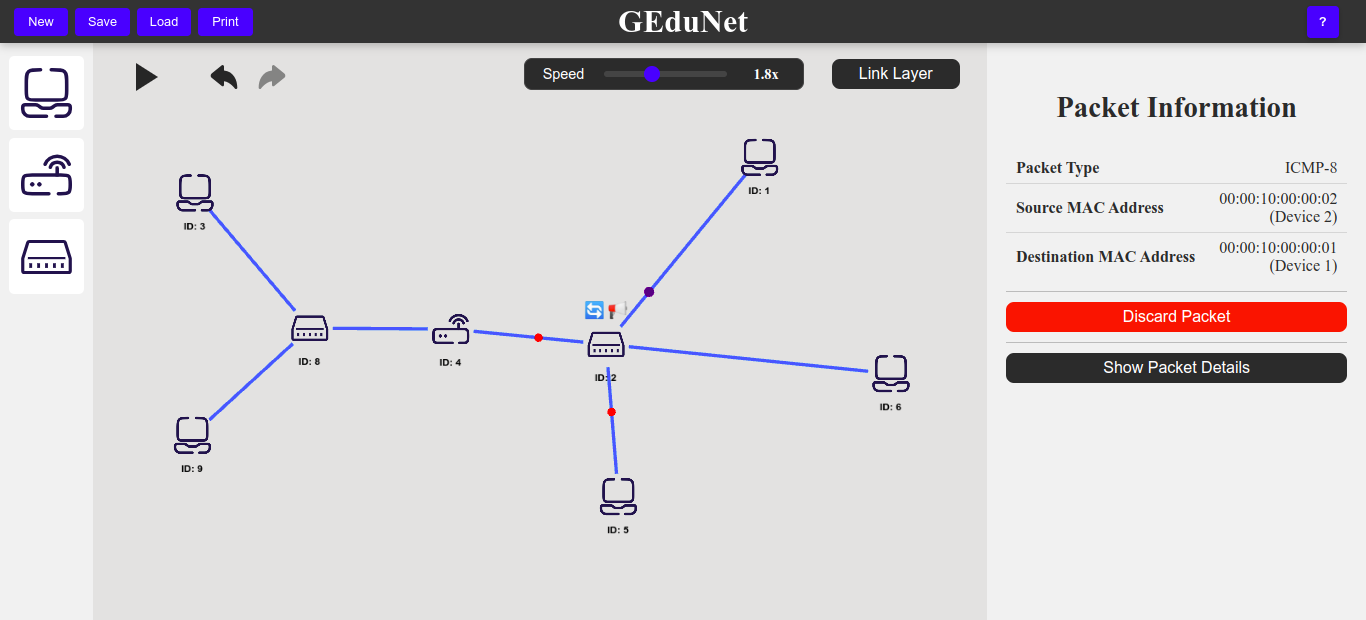 New
Save
Load
Print
GEduNet
?
Speed
1.8x
Link Layer
ID: 1
ID: 3
ID: 8
ID: 4
ID: 2
ID: 6
ID: 9
ID: 5
Packet Information
Packet Type
ICMP-8
Source MAC Address
00:00:10:00:00:02
(Device 2)
Destination MAC Address
00:00:10:00:00:01
(Device 1)
Discard Packet
Show Packet Details